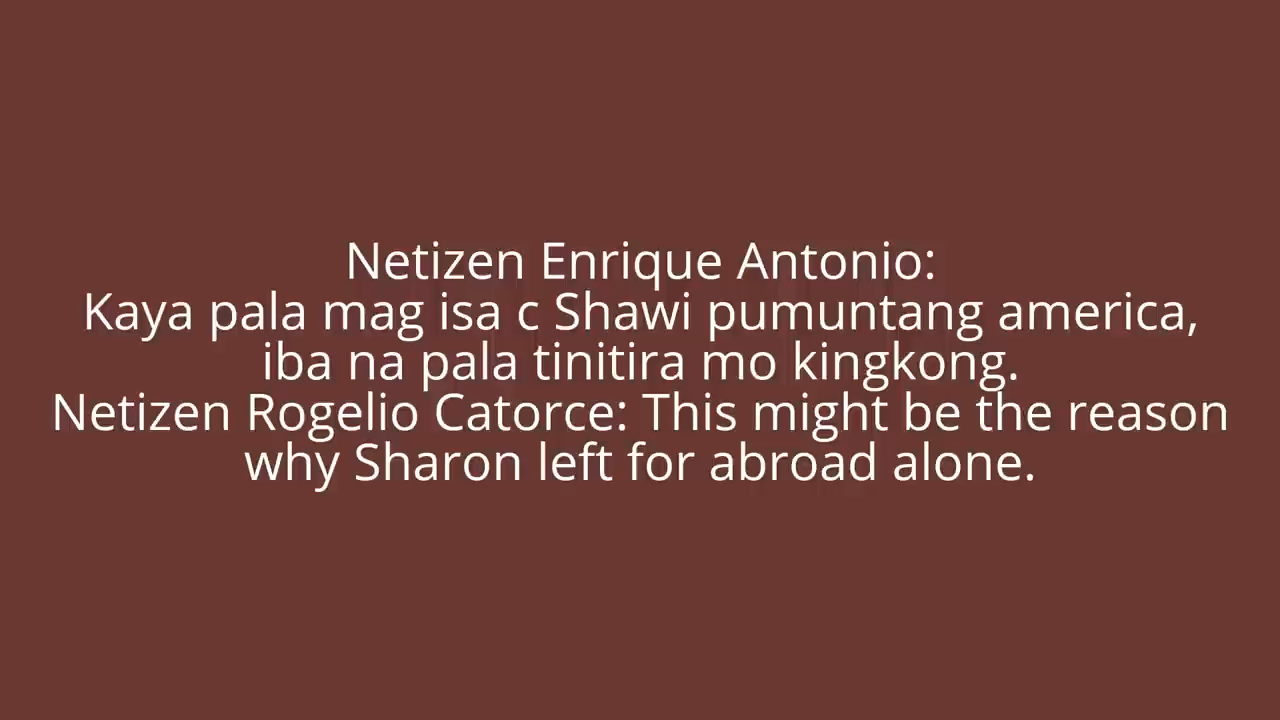 Netizen Enrique Antonio:
Kaya pala mag isa c Shawi pumuntang america,
iba na pala tinitira mo kingkong.
Netizen Rogelio Catorce: This might be the reason
why Sharon left for abroad alone.